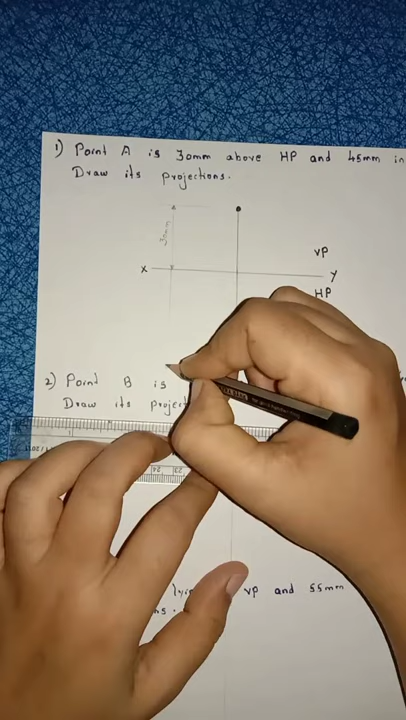 1) Point A is 30mm above HP and 45mm in
Draw its projections.
30mm
VP
X
Y
HP
2) Point B is
Draw its project
VP and 55mm